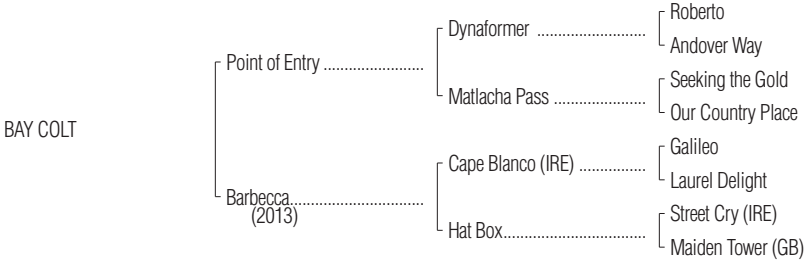 Roberto
Dynaformer ..........................
Andover Way
Point of Entry ........................
Seeking the Gold
Matlacha Pass ......................
Our Country Place
BAY COLT
Galileo
Cape Blanco (IRE) ................
Laurel Delight
Barbecca................................
(2013)
Street Cry (IRE)
Hat Box..................................
Maiden Tower (GB)